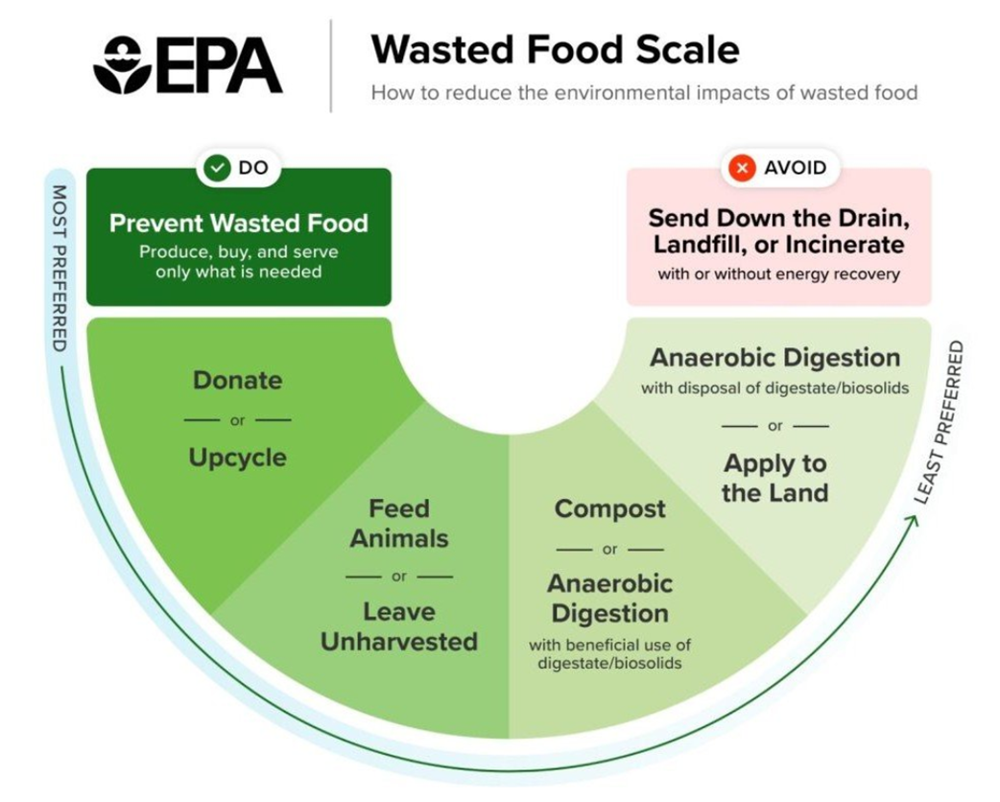 EPA
Wasted Food Scale
How to reduce the environmental impacts of wasted food
MOST PREFERRED
DO
Prevent Wasted Food
Produce, buy, and serve
only what is needed
AVOID
Send Down the Drain,
Landfill, or Incinerate
with or without energy recovery
Donate
or
Upcycle
Feed
Animals
or
Leave
Unharvested
Compost
or
Anaerobic
Digestion
with beneficial use of
digestate/biosolids
Anaerobic Digestion
with disposal of digestate/biosolids
or
Apply to
the Land
LEAST PREFERRED